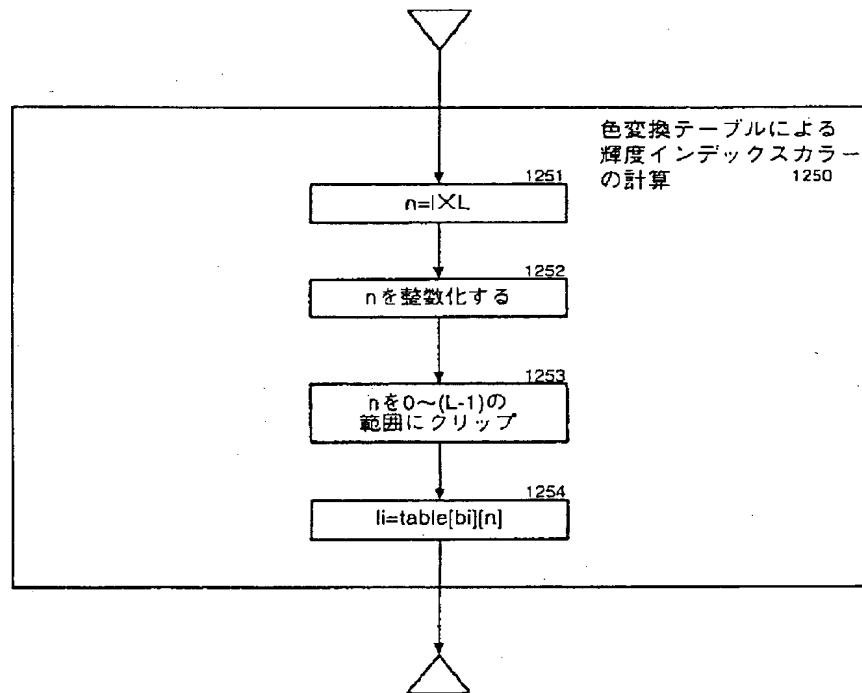 色変換テーブルによる
輝度インデックスカラー
の計算 1250
1251
n=I×L
1252
nを整数化する
1253
nを0～(L-1)の
範囲にクリップ
1254
li=table[bi][n]